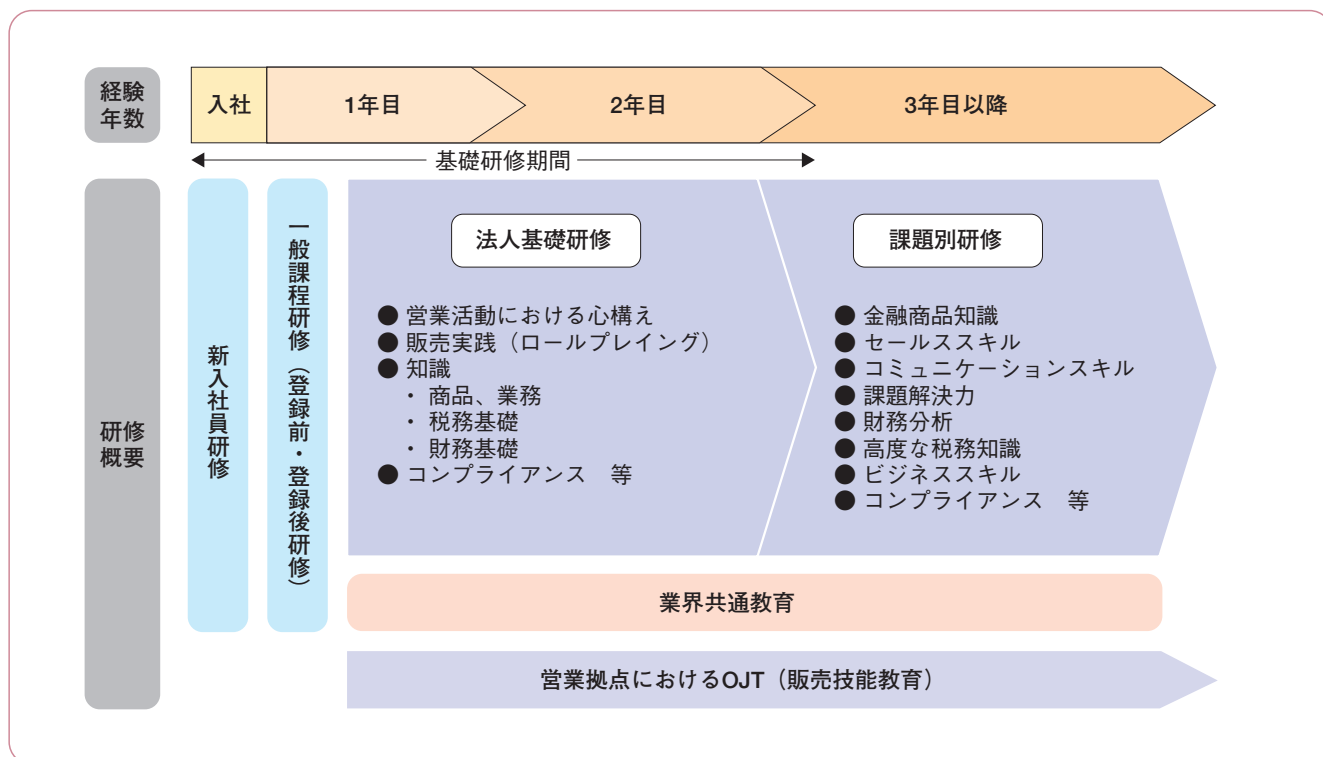 経験
年数
入社
1年目
2年目
3年目以降
基礎研修期間
研修
概要
新入社員研修
一般課程研修（登録前・登録後研修）
法人基礎研修
● 営業活動における心構え
● 販売実践（ロールプレイング）
● 知識
・ 商品、業務
・ 税務基礎
・ 財務基礎
● コンプライアンス　等
課題別研修
● 金融商品知識
● セールススキル
● コミュニケーションスキル
● 課題解決力
● 財務分析
● 高度な税務知識
● ビジネススキル
● コンプライアンス　等
業界共通教育
営業拠点におけるOJT（販売技能教育）